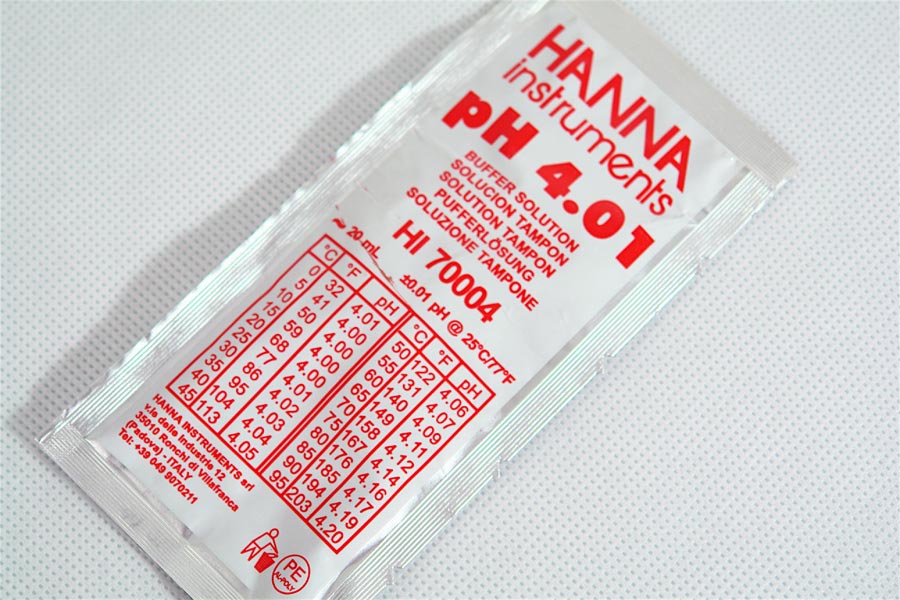 HANNA
instruments
pH 4.01
BUFFER SOLUTION
SOLUCION TAMPON
SOLUTION TAMPON
PUFFERLÖSUNG
SOLUZIONE TAMPONE
HI 70004
~ 20 mL ±0.01 pH @ 25°C/77°F
°C °F pH °C °F pH
0 32 4.01 50 122 4.06
5 41 4.00 55 131 4.07
10 50 4.00 60 140 4.09
15 59 4.00 65 149 4.11
20 68 4.00 70 158 4.12
25 77 4.01 75 167 4.14
30 86 4.02 80 176 4.16
35 95 4.03 85 185 4.17
40 104 4.04 90 194 4.19
45 113 4.05 95 203 4.20
HANNA INSTRUMENTS srl
v.le delle industrie 12
35010 Ronchi di Villafranca
(Padova) - ITALY
Tel: +39 049 9070211
PE
AL-POLY